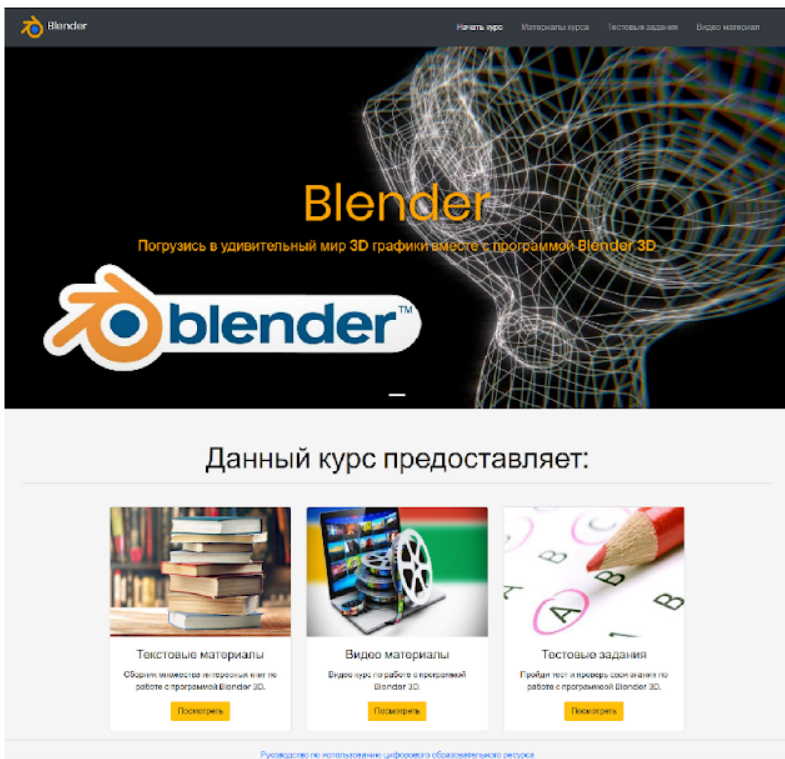 Blender
Начать курс Материалы курса Тестовые задания Видео материал
Blender
Погрузись в удивительный мир 3D графики вместе с программой Blender 3D
blender™
Данный курс предоставляет:
Текстовые материалы
Сборник множества интересных книг по
работе с программой Blender 3D.
Посмотреть
Видео материалы
Видео курс по работе с программой
Blender 3D.
Посмотреть
A
B
A
B
B
1
Тестовые задания
Пройди тест и проверь свои знания по
работе с программой Blender 3D.
Посмотреть
Руководство по использованию цифорового образовательного ресурса